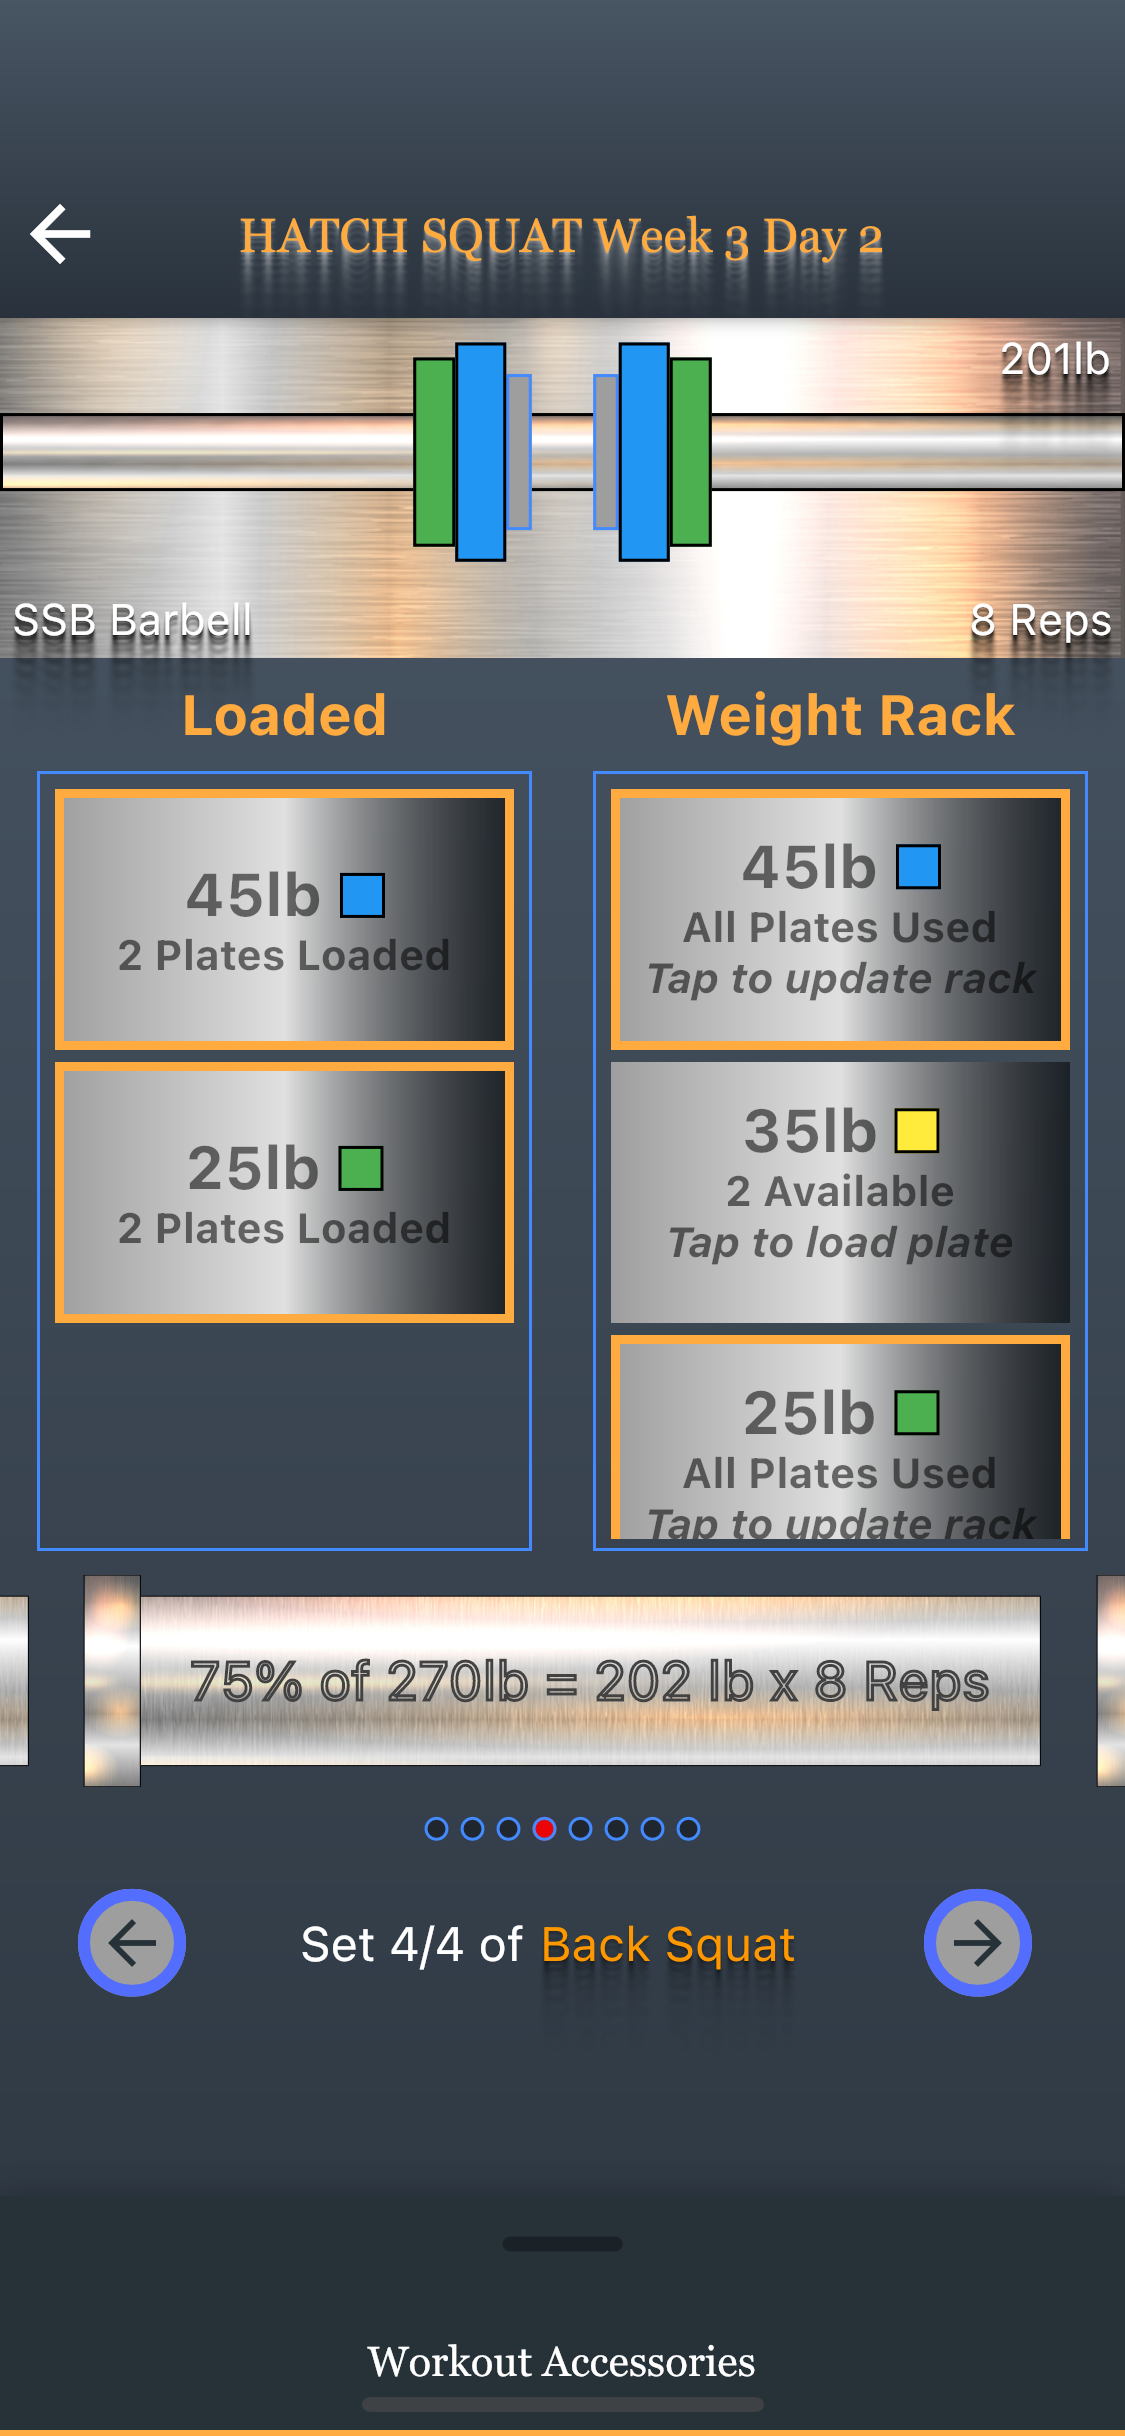 HATCH SQUAT Week 3 Day 2
201lb
SSB Barbell
8 Reps
Loaded
Weight Rack
45lb
2 Plates Loaded
25lb
2 Plates Loaded
45lb
All Plates Used
Tap to update rack
35lb
2 Available
Tap to load plate
25lb
All Plates Used
Tap to update rack
75% of 270lb = 202 lb x 8 Reps
Set 4/4 of Back Squat
Workout Accessories